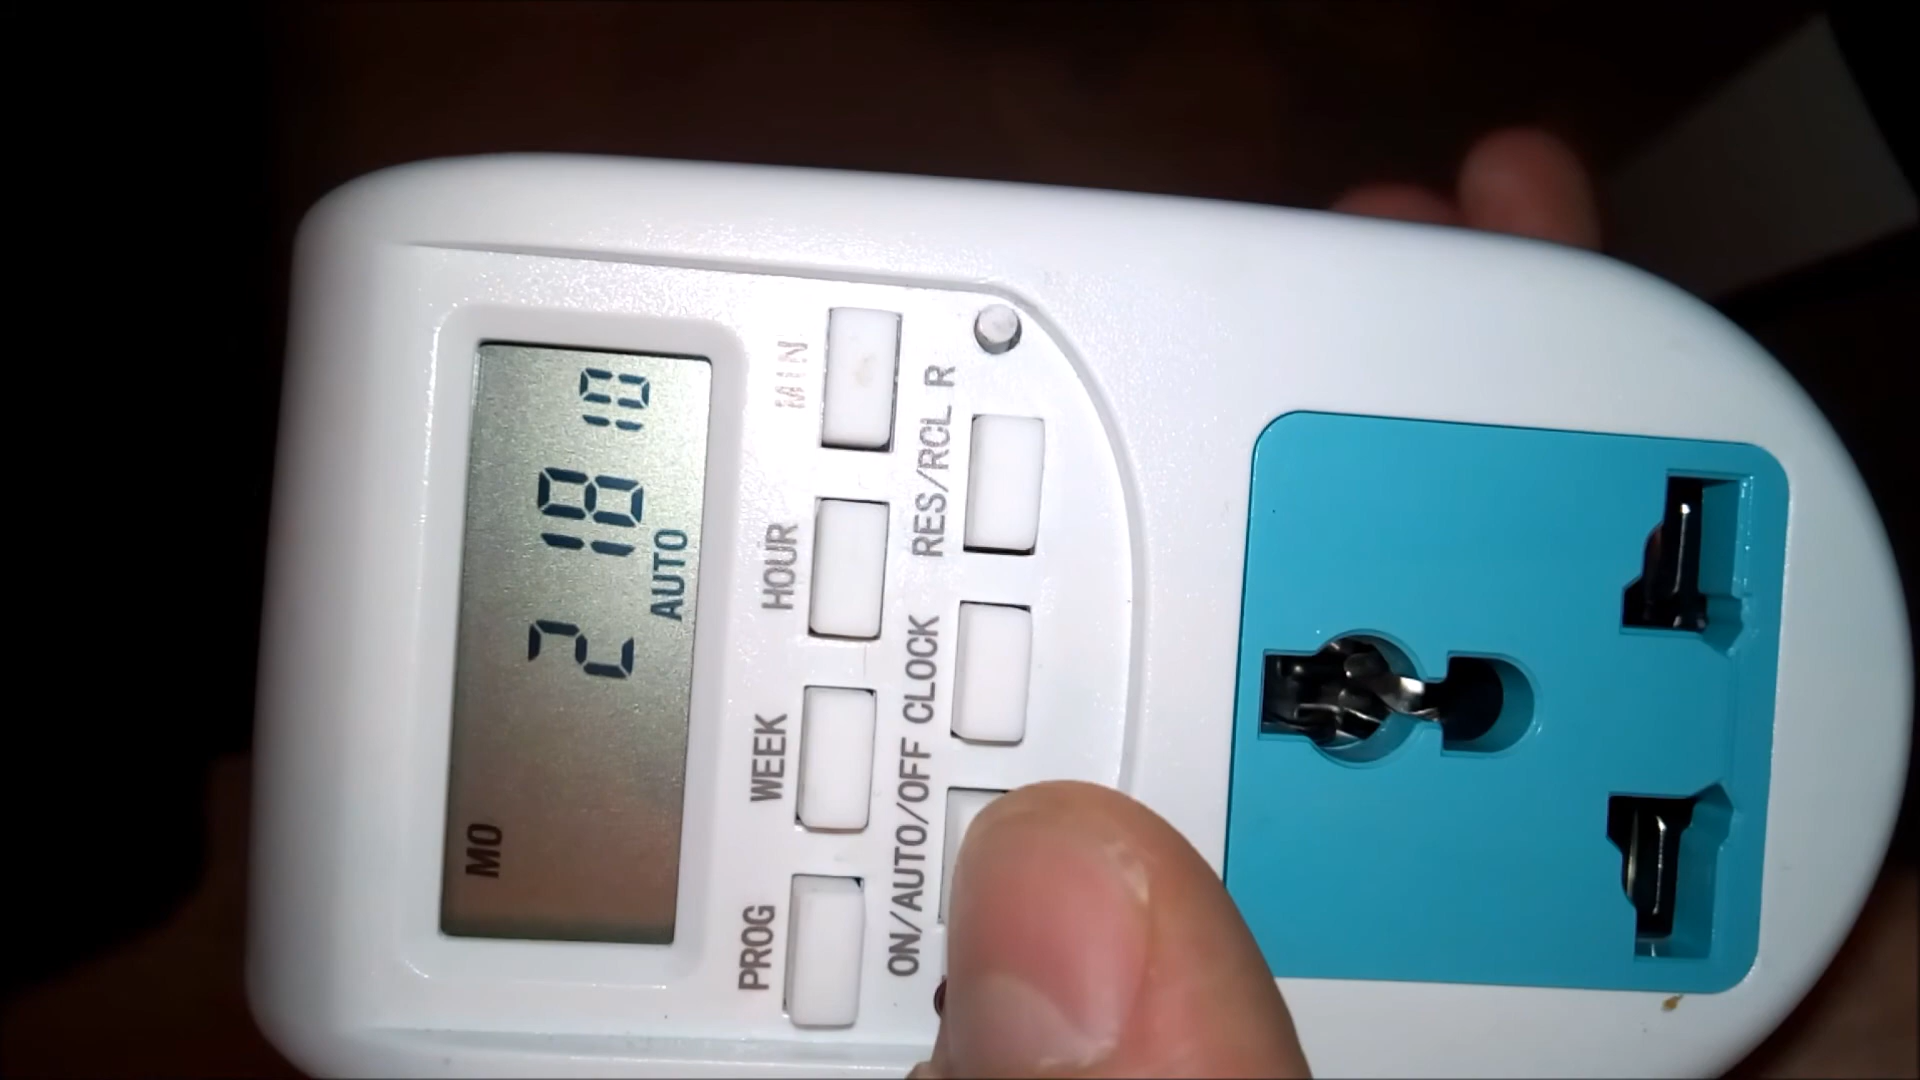 MO
2 18 10
AUTO
PROG WEEK HOUR MIN
ON/AUTO/OFF CLOCK RES/RCL R